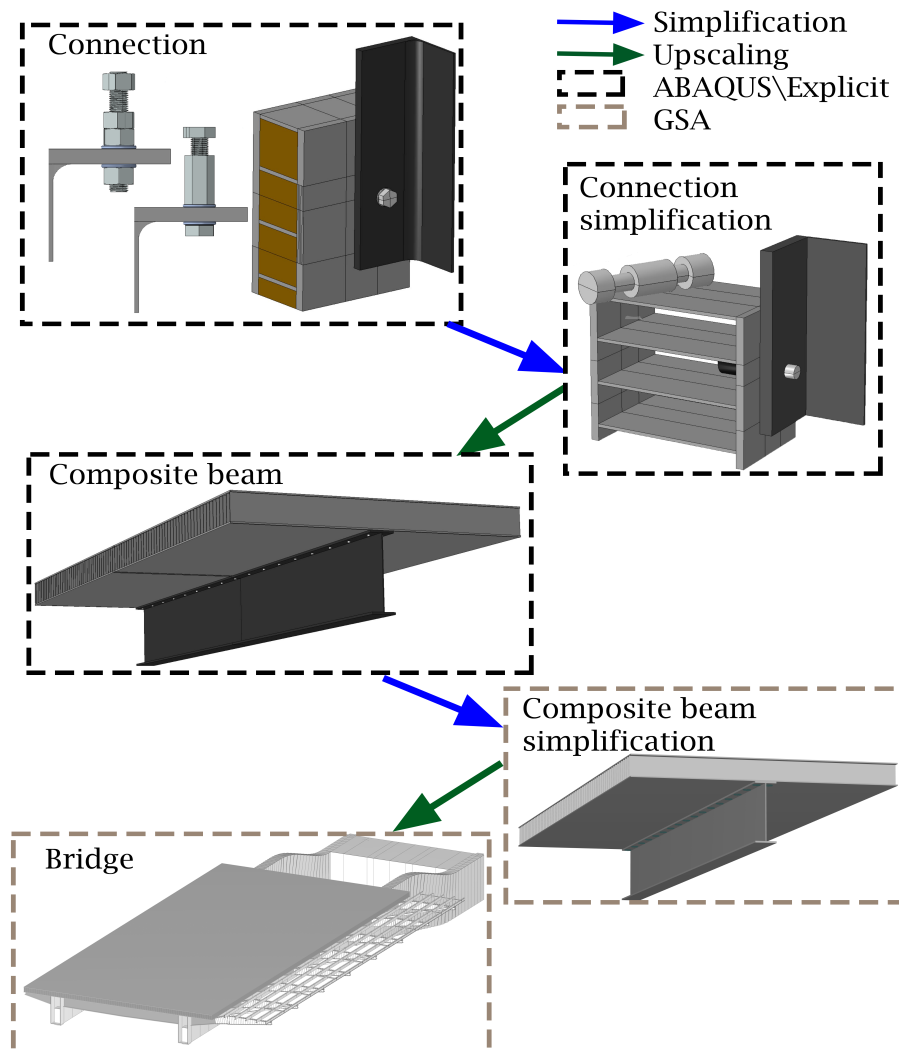 Connection
Simplification
Upscaling
ABAQUS\Explicit
GSA
Connection
simplification
Composite beam
Composite beam
simplification
Bridge